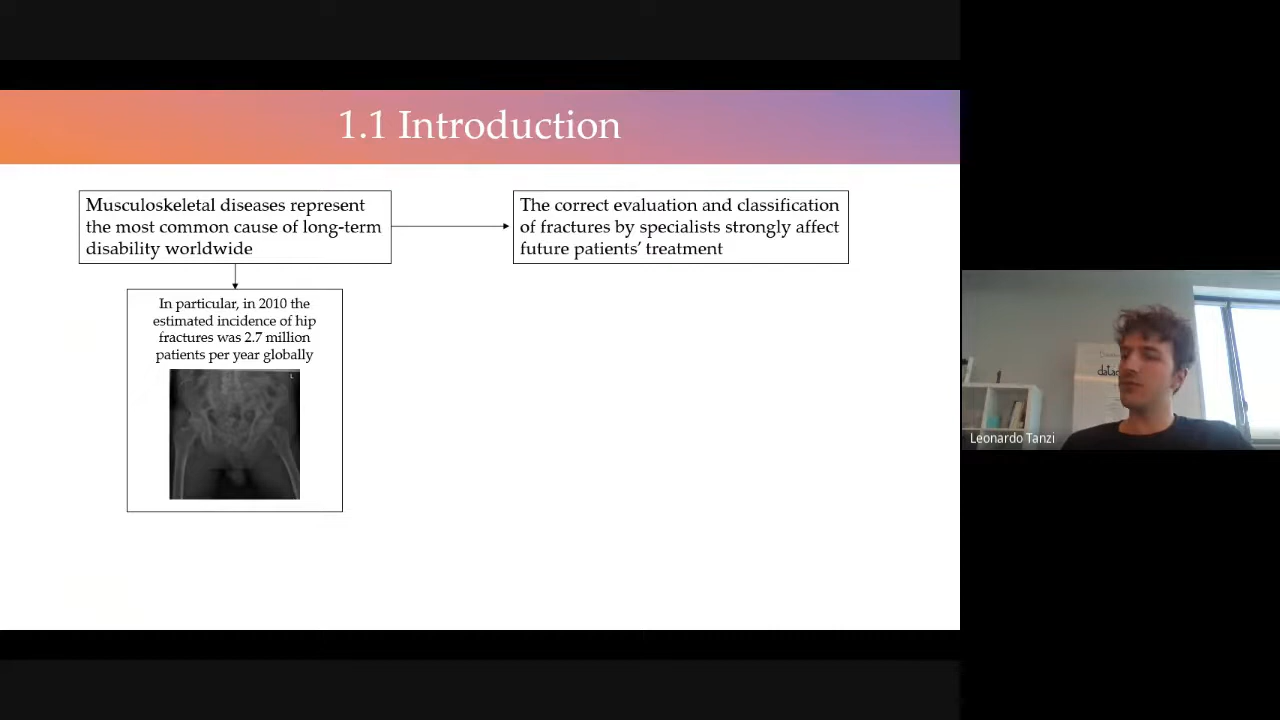 1.1 Introduction
Musculoskeletal diseases represent
the most common cause of long-term
disability worldwide
The correct evaluation and classification
of fractures by specialists strongly affect
future patients’ treatment
In particular, in 2010 the
estimated incidence of hip
fractures was 2.7 million
patients per year globally
L
Leonardo Tanzi